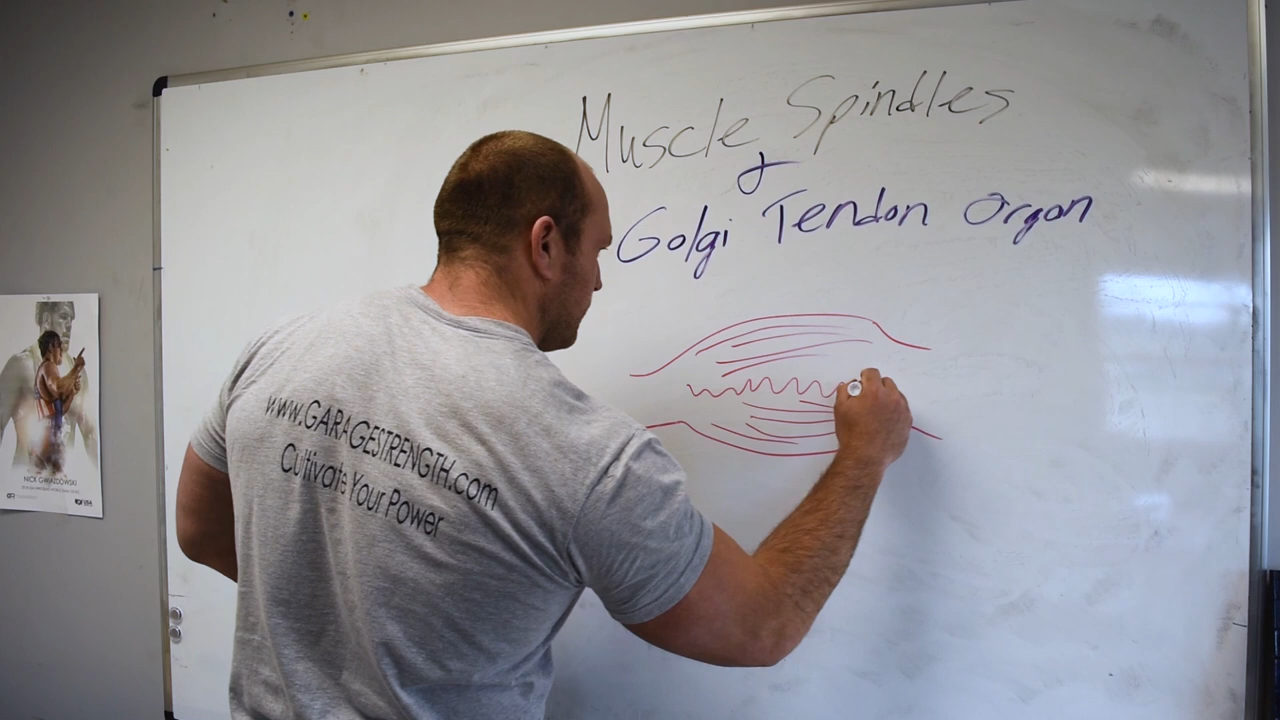 Muscle Spindles
&
Golgi Tendon Organ
www.GARAGESTRENGTH.com
Cultivate Your Power
NICK GWIAZDOWSKI